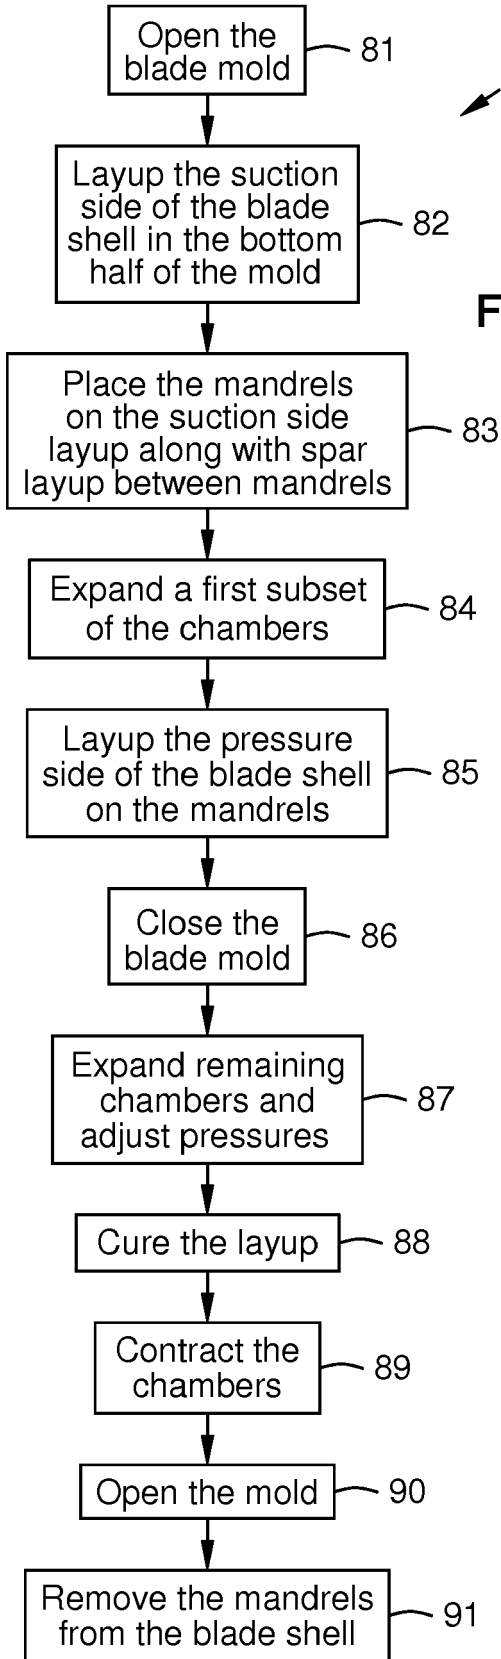 Open the
blade mold
81
Layup the suction
side of the blade
shell in the bottom
half of the mold
82
F
Place the mandrels
on the suction side
layup along with spar
layup between mandrels
83
Expand a first subset
of the chambers
84
Layup the pressure
side of the blade shell
on the mandrels
85
Close the
blade mold
86
Expand remaining
chambers and
adjust pressures
87
Cure the layup
88
Contract the
chambers
89
Open the mold
90
Remove the mandrels
from the blade shell
91